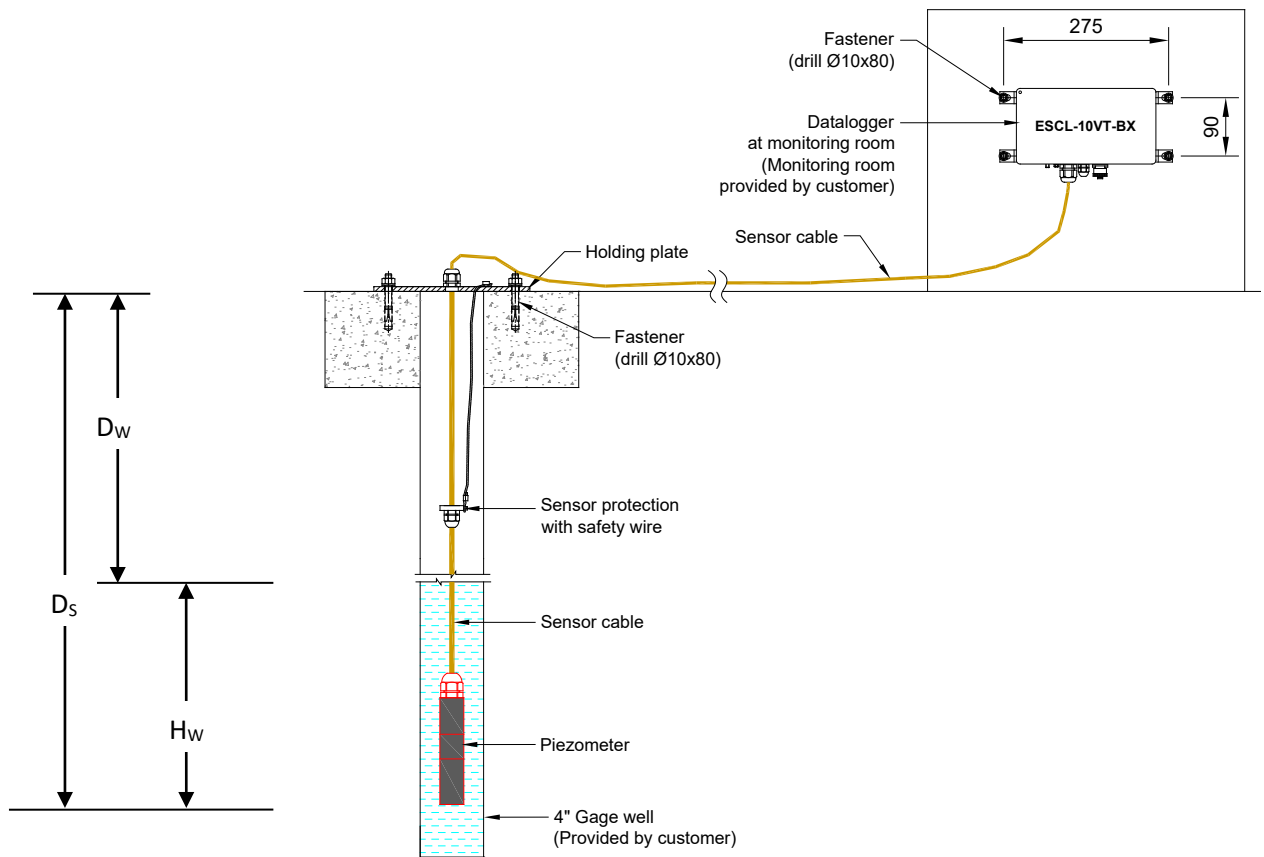 275
Fastener
(drill Ø10x80)
Datalogger
at monitoring room
(Monitoring room
provided by customer)
ESCL-10VT-BX
90
Sensor cable
Holding plate
Fastener
(drill Ø10x80)
DW
Sensor protection
with safety wire
DS
Sensor cable
HW
Piezometer
4" Gage well
(Provided by customer)